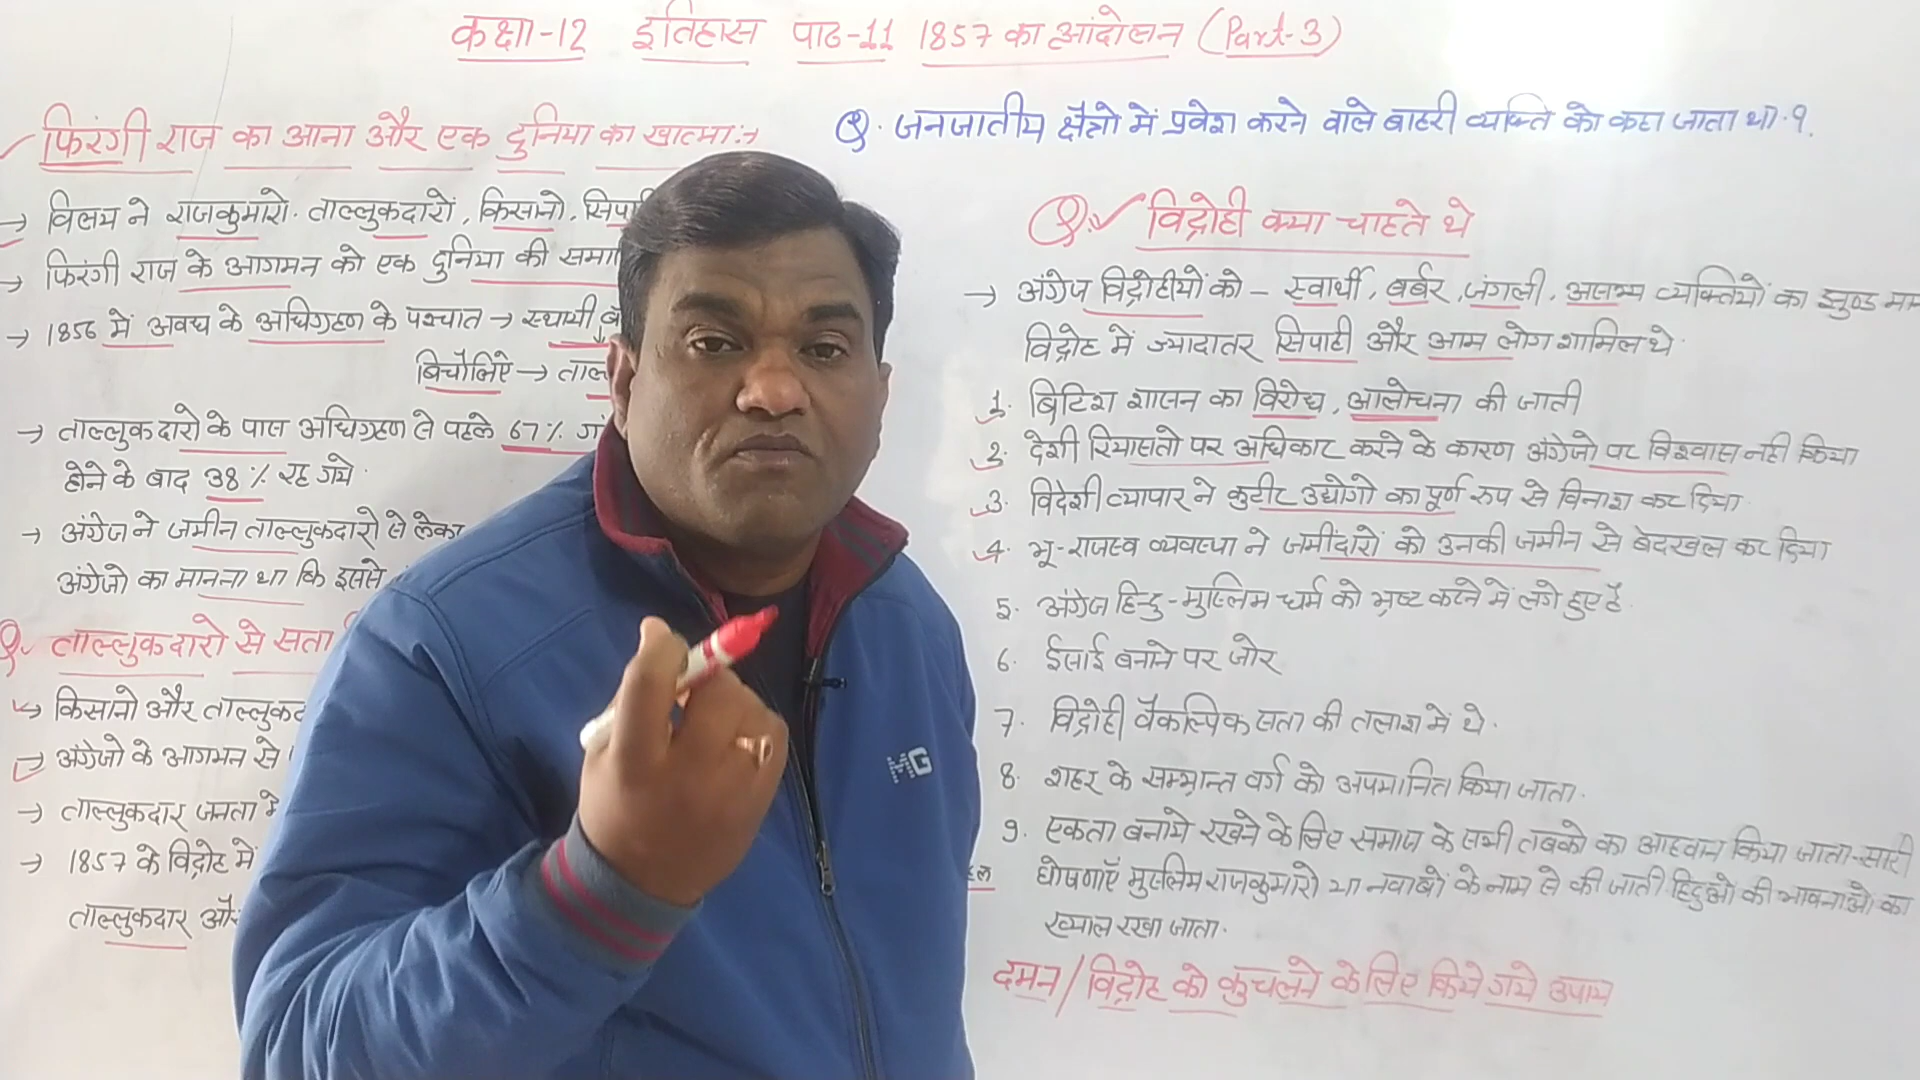 कक्षा-12 इतिहास पाठ-11 1857 का आंदोलन (Part-3)
फिरंगी राज का आना और एक दुनिया का खात्मा:→
→ विलय ने राजकुमारो. ताल्लुकदारों, किसानो,
→ फिरंगी राज के आगमन को एक दुनिया की
→ 1856 में अवध के अधिग्रहण के पश्चात → स्थायी
बिचौलिए →
→ ताल्लुकदारो के पास अधिग्रहण से पहले 67%
होने के बाद 38% रह गये.
→ अंग्रेज ने जमीन ताल्लुकदारो से लेकर
अंग्रेजो का मानना था कि इससे
Q. ताल्लुकदारो से सता
→ किसानो और
→ अंग्रेजो के आगमन से
→ ताल्लुकदार जनता
→ 1857 के विद्रोह में
ताल्लुकदार और
Q. जनजातीय क्षेत्रो में प्रवेश करने वाले बाहरी व्यक्ति को कहा जाता था.?
Q. ✓ विद्रोही क्या चाहते थे
→ अंग्रेज विद्रोहीयों को – स्वार्थी, बर्बर, जंगली, असभ्य व्यक्तियों का झुण्ड
विद्रोह में ज्यादातर सिपाही और आम लोग शामिल थे.
1. ब्रिटिश शासन का विरोध, आलोचना की जाती
2. देशी रियासतो पर अधिकार करने के कारण अंग्रेजो पर विश्वास नही किया
3. विदेशी व्यापार ने कुटीर उद्योगो का पूर्ण रुप से विनाश कर दिया.
4. भू-राजस्व व्यवस्था ने जमींदारों को उनकी जमीन से बेदखल कर दिया
5. अंग्रेज हिन्दु-मुस्लिम धर्म को भ्रष्ट करने में लगे हुए है.
6. ईसाई बनाने पर जोर
7. विद्रोही वैकल्पिक सता की तलाश में थे.
8. शहर के सम्भ्रान्त वर्ग को अपमानित किया जाता.
9. एकता बनाये रखने के लिए समाज के सभी तबको का आहवान किया जाता-सारी
घोषणाएँ मुस्लिम राजकुमारो या नवाबों के नाम से की जाती हिंदुओ की भावनाओ का
ख्याल रखा जाता.
दमन/विद्रोह को कुचलने के लिए किये गये उपाय
MG